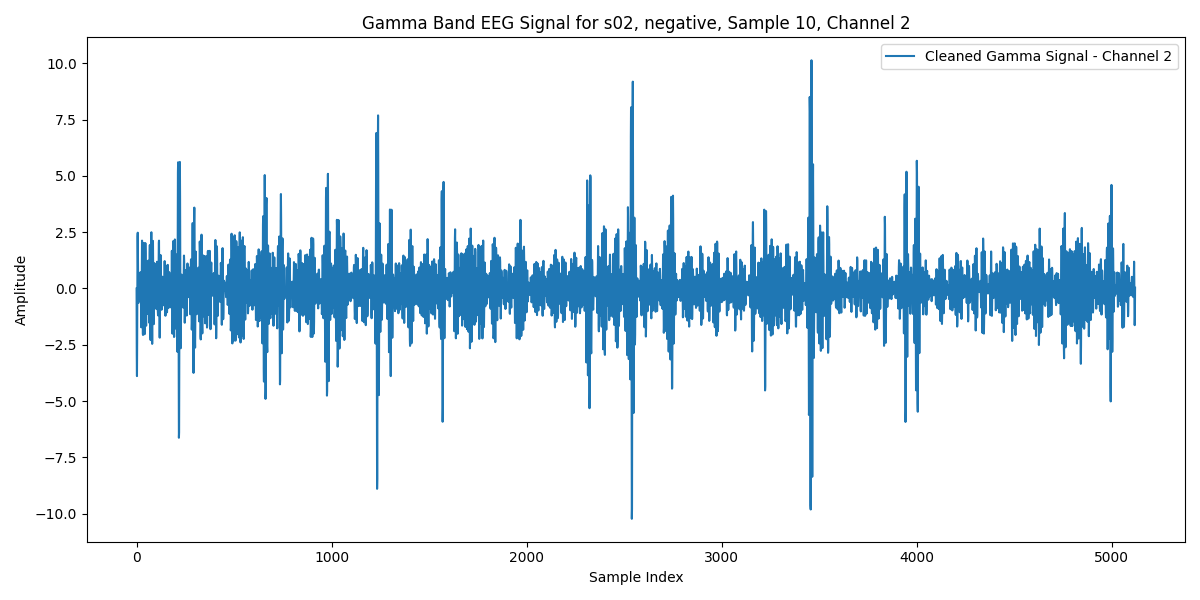 Gamma Band EEG Signal for s02, negative, Sample 10, Channel 2
Cleaned Gamma Signal - Channel 2
10.0
7.5
5.0
2.5
0.0
−2.5
−5.0
−7.5
−10.0
Amplitude
0 1000 2000 3000 4000 5000
Sample Index